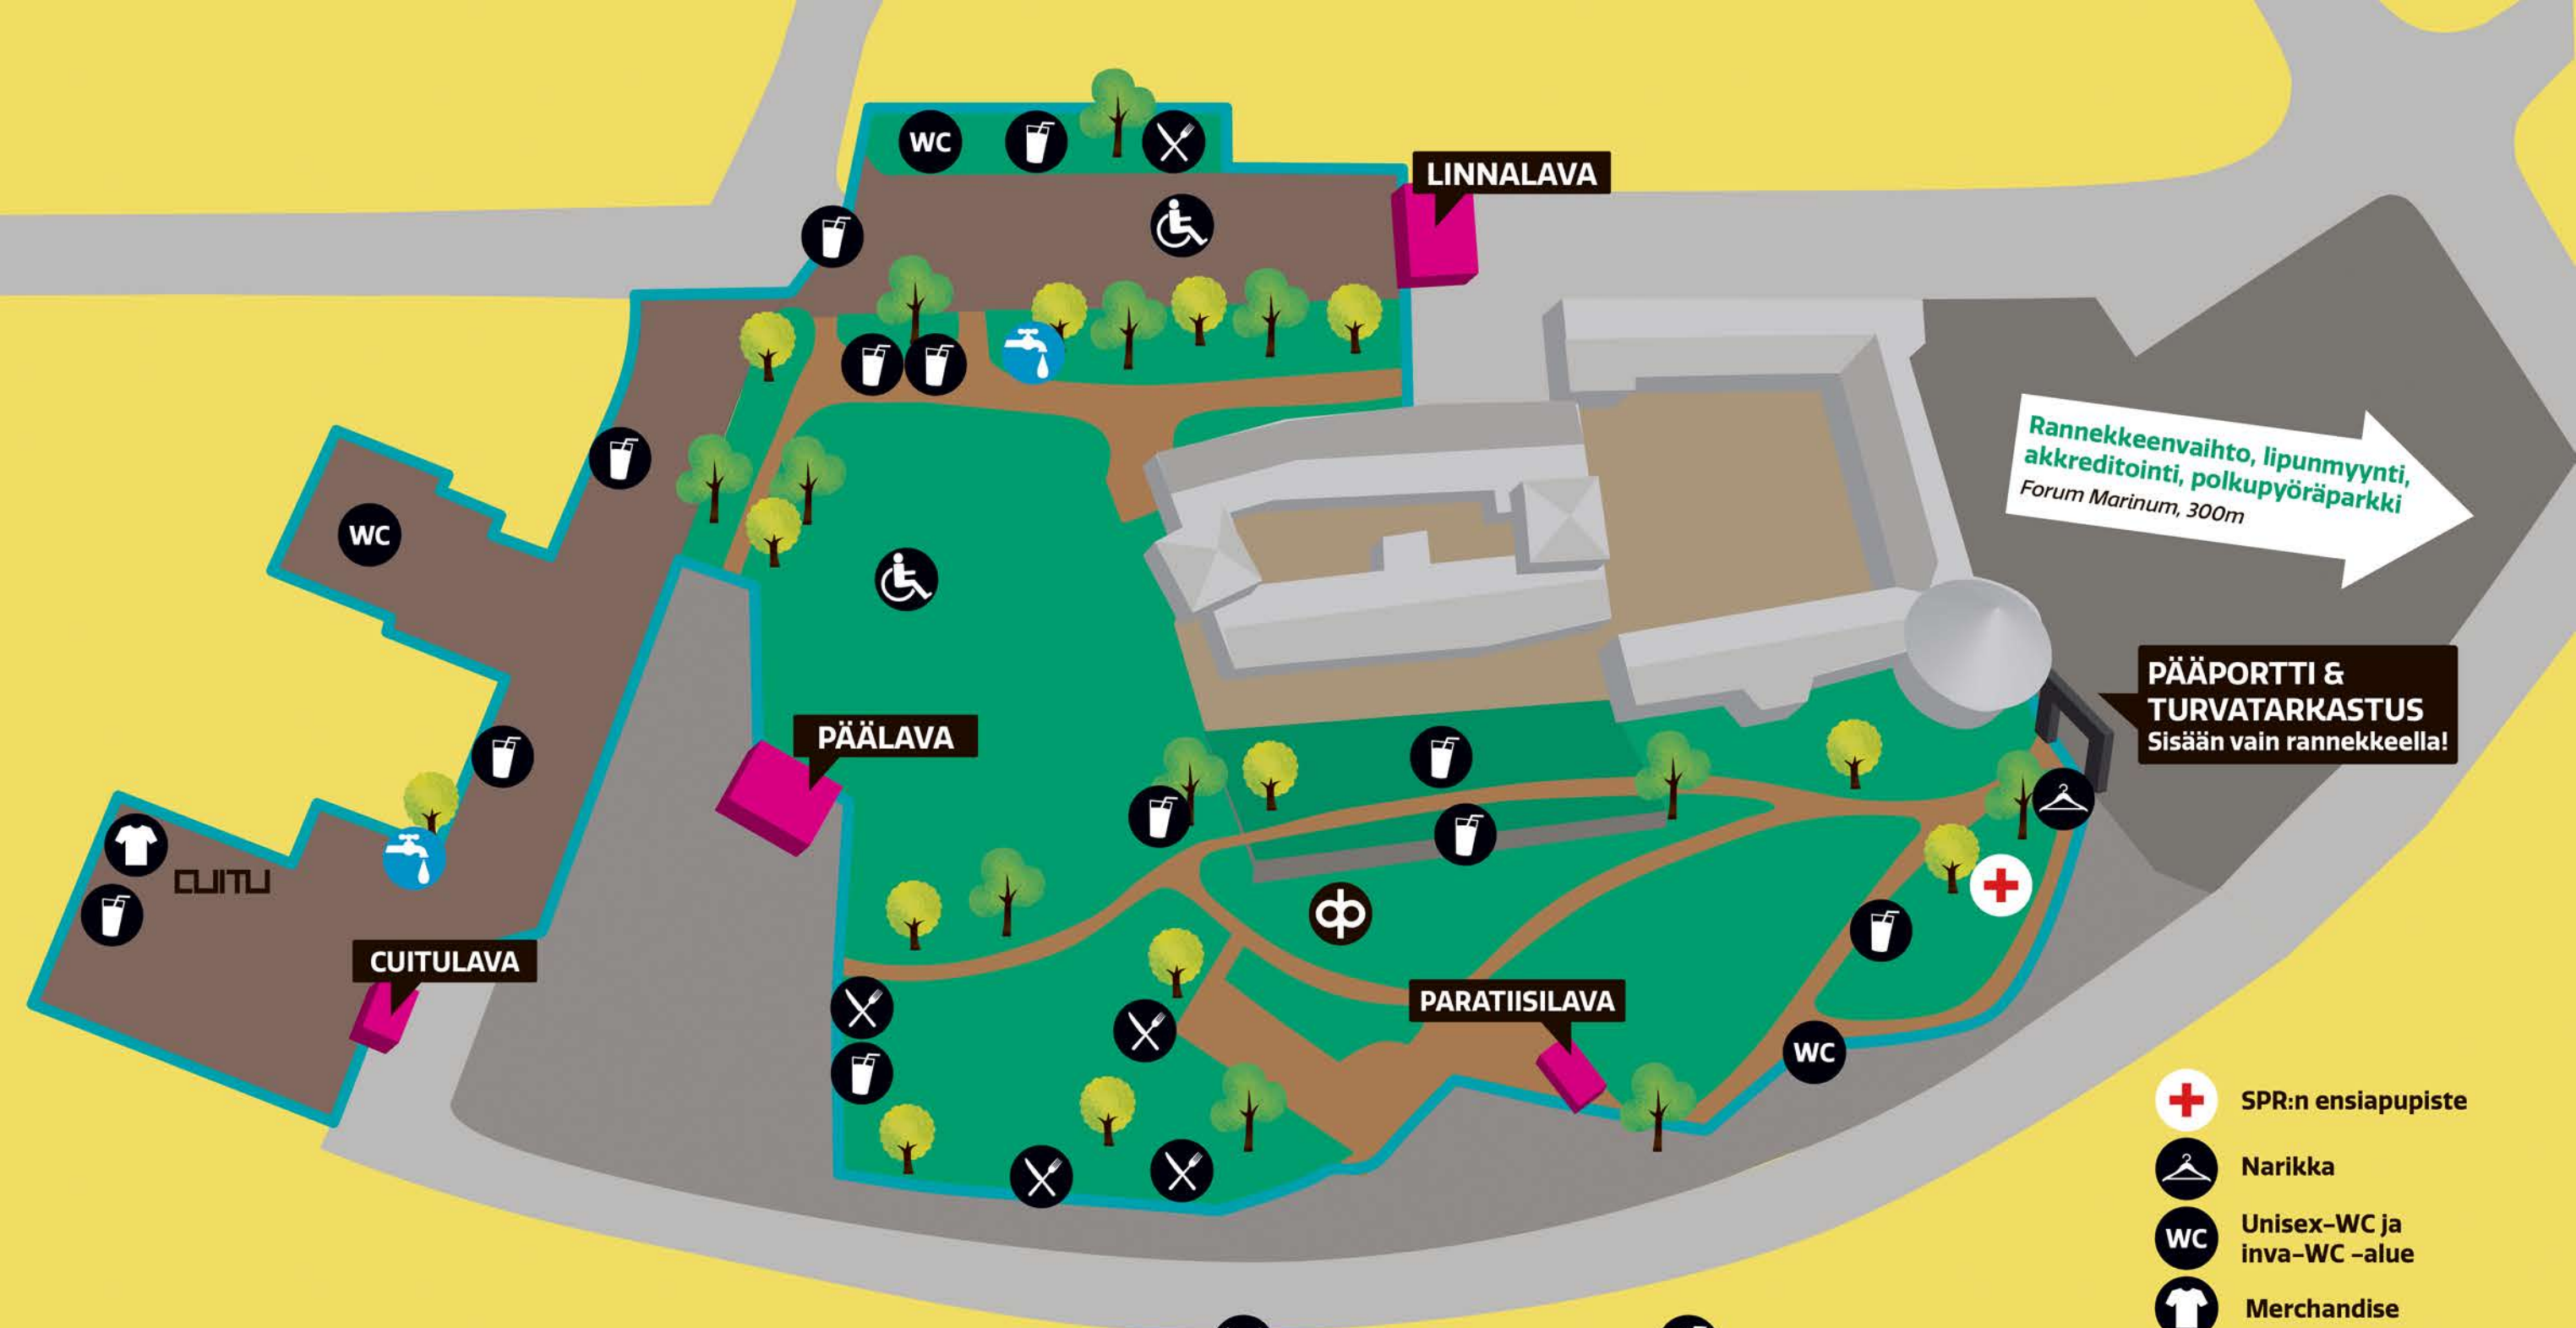 WC
LINNALAVA
Rannekkeenvaihto, lipunmyynti,
akkreditointi, polkupyöräparkki
Forum Marinum, 300m
WC
PÄÄPORTTI &
TURVATARKASTUS
Sisään vain rannekkeella!
PÄÄLAVA
CUITU
CUITULAVA
PARATIISILAVA
WC
SPR:n ensiapupiste
Narikka
WC
Unisex-WC ja
inva-WC -alue
Merchandise